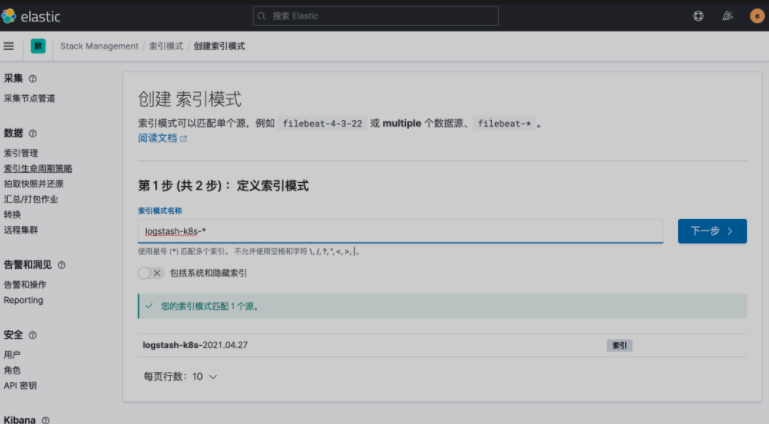 elastic
搜索 Elastic
e
默
Stack Management / 索引模式 / 创建索引模式
采集
采集节点管道
数据
索引管理
索引生命周期策略
拍取快照并还原
汇总/打包作业
转换
远程集群
告警和洞见
告警和操作
Reporting
安全
用户
角色
API 密钥
Kibana
创建 索引模式
索引模式可以匹配单个源，例如 filebeat-4-3-22 或 multiple 个数据源、 filebeat-* 。
阅读文档
第 1 步 (共 2 步)： 定义索引模式
索引模式名称
logstash-k8s-*
下一步
使用星号 (*) 匹配多个索引。 不允许使用空格和字符 \, /, ?, ", <, >, |。
包括系统和隐藏索引
您的索引模式匹配 1 个源。
logstash-k8s-2021.04.27
索引
每页行数：10